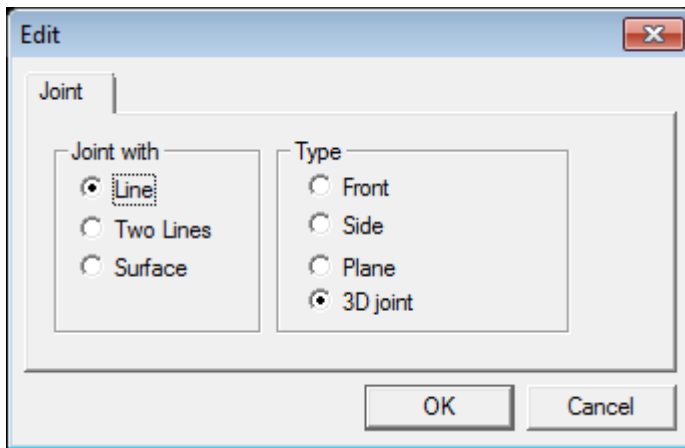 Edit
Joint
Joint with
Line
Two Lines
Surface
Type
Front
Side
Plane
3D joint
OK
Cancel